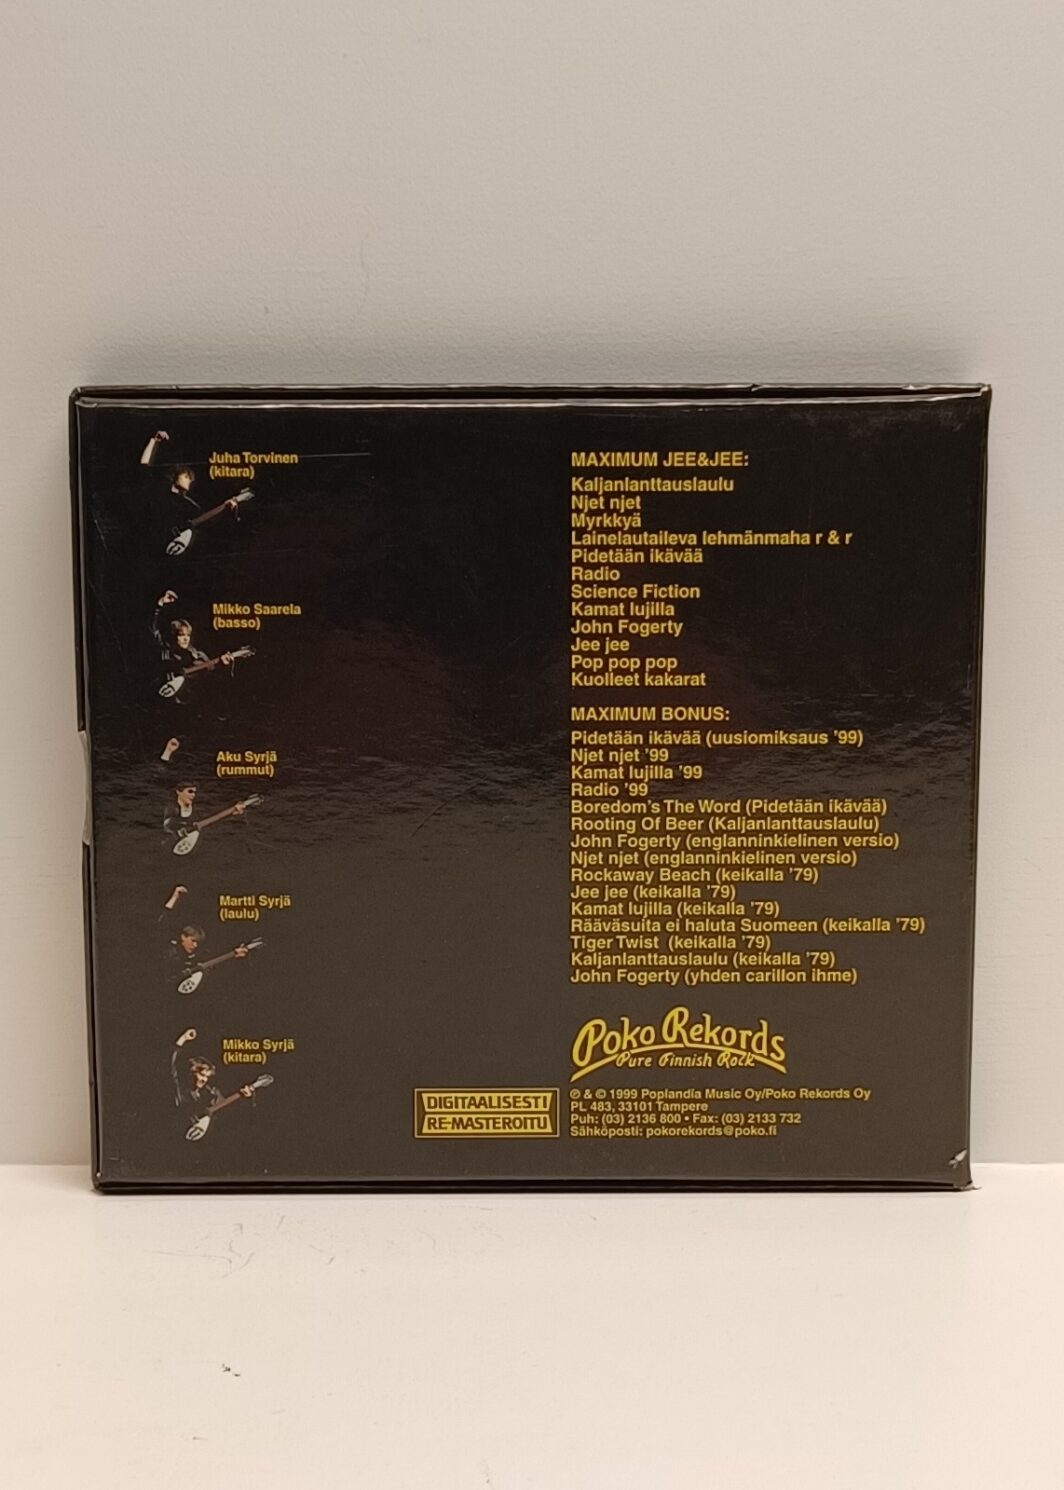 Juha Torvinen
(kitara)
Mikko Saarela
(basso)
Aku Syrjä
(rummut)
Martti Syrjä
(laulu)
Mikko Syrjä
(kitara)
MAXIMUM JEE&JEE:
Kaljanlanttauslaulu
Njet njet
Myrkkyä
Lainelautaileva lehmänmaha r & r
Pidetään ikävää
Radio
Science Fiction
Kamat lujilla
John Fogerty
Jee jee
Pop pop pop
Kuolleet kakarat
MAXIMUM BONUS:
Pidetään ikävää (uusiomiksaus '99)
Njet njet '99
Kamat lujilla '99
Radio '99
Boredom's The Word (Pidetään ikävää)
Rooting Of Beer (Kaljanlanttauslaulu)
John Fogerty (englanninkielinen versio)
Njet njet (englanninkielinen versio)
Rockaway Beach (keikalla '79)
Jee jee (keikalla '79)
Kamat lujilla (keikalla '79)
Rääväsuita ei haluta Suomeen (keikalla '79)
Tiger Twist (keikalla '79)
Kaljanlanttauslaulu (keikalla '79)
John Fogerty (yhden carillon ihme)
Poko Rekords
Pure Finnish Rock
DIGITAALISESTI
RE-MASTEROITU
℗ & © 1999 Poplandia Music Oy/Poko Rekords Oy
PL 483, 33101 Tampere
Puh: (03) 2136 800 • Fax: (03) 2133 732
Sähköposti: pokorekords@poko.fi